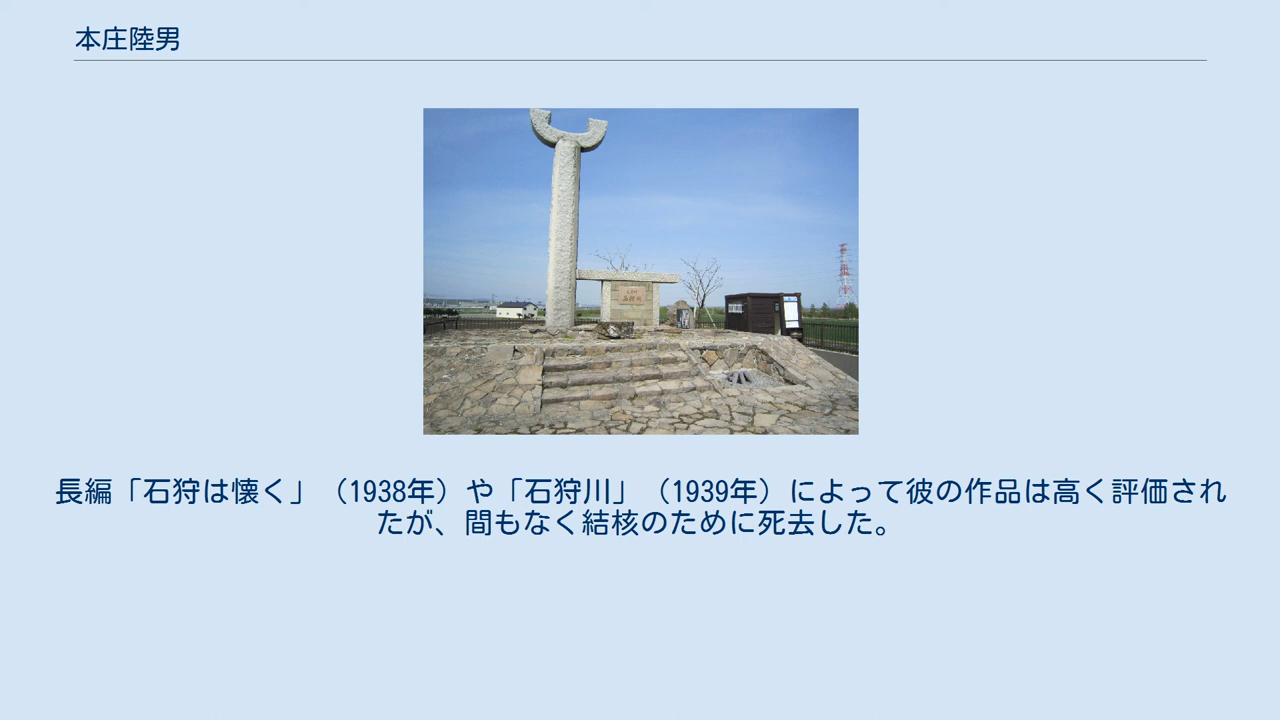 本庄陸男
長編「石狩は懐く」（1938年）や「石狩川」（1939年）によって彼の作品は高く評価され
たが、間もなく結核のために死去した。